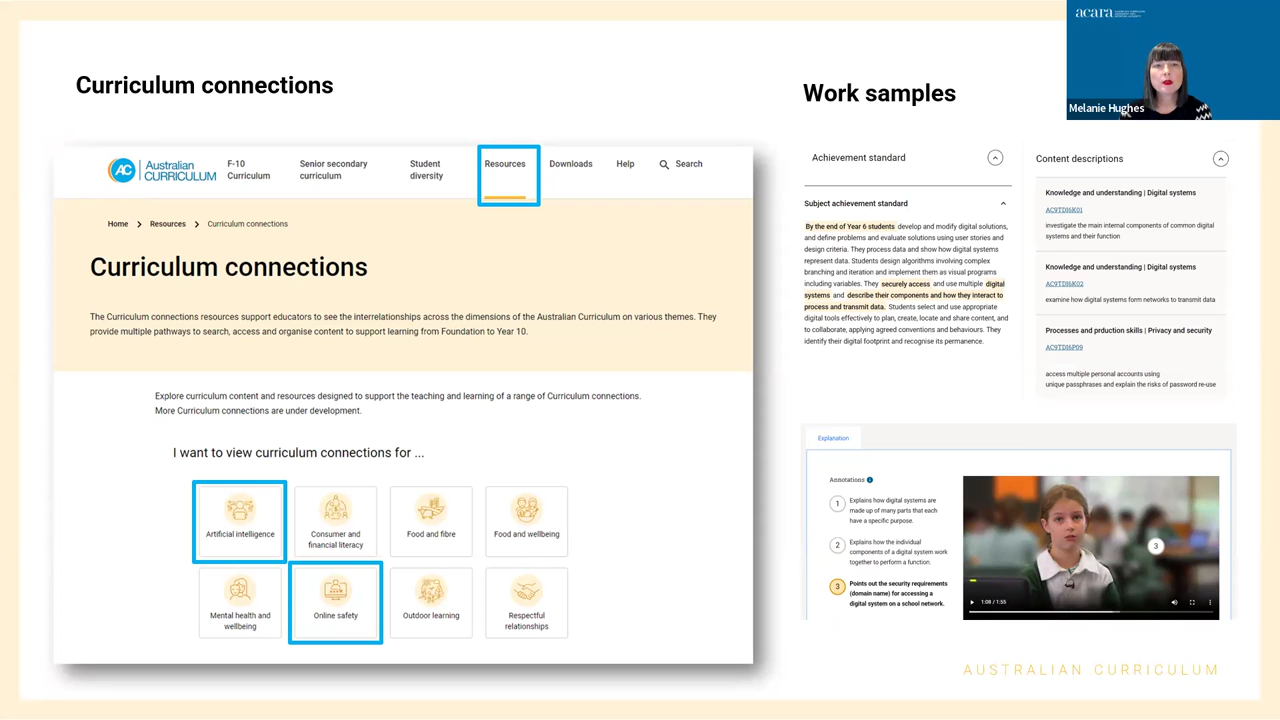 acara
Melanie Hughes
Curriculum connections
Australian
CURRICULUM
AC
F-10
Curriculum
Senior secondary
curriculum
Student
diversity
Resources
Downloads
Help
Search
Home
Resources
Curriculum connections
Curriculum connections
The Curriculum connections resources support educators to see the interrelationships across the dimensions of the Australian Curriculum on various themes. They
provide multiple pathways to search, access and organise content to support learning from Foundation to Year 10.
Explore curriculum content and resources designed to support the teaching and learning of a range of Curriculum connections.
More Curriculum connections are under development.
I want to view curriculum connections for ...
Artificial intelligence
Consumer and
financial literacy
Food and fibre
Food and wellbeing
Mental health and
wellbeing
Online safety
Outdoor learning
Respectful
relationships
Work samples
Achievement standard
Subject achievement standard
By the end of Year 6 students develop and modify digital solutions,
and define problems and evaluate solutions using user stories and
design criteria. They process data and show how digital systems
represent data. Students design algorithms involving complex
branching and iteration and implement them as visual programs
including variables. They securely access and use multiple digital
systems and describe their components and how they interact to
process and transmit data. Students select and use appropriate
digital tools effectively to plan, create, locate and share content, and
to collaborate, applying agreed conventions and behaviours. They
identify their digital footprint and recognise its permanence.
Content descriptions
Knowledge and understanding | Digital systems
AC9TDI6K01
investigate the main internal components of common digital
systems and their function
Knowledge and understanding | Digital systems
AC9TDI6K02
examine how digital systems form networks to transmit data
Processes and prduction skills | Privacy and security
AC9TDI6P09
access multiple personal accounts using
unique passphrases and explain the risks of password re-use
Explanation
Annotations
1
Explains how digital systems are
made up of many parts that each
have a specific purpose.
2
Explains how the individual
components of a digital system work
together to perform a function.
3
Points out the security requirements
(domain name) for accessing a
digital system on a school network.
3
1:08 / 1:55
AUSTRALIAN CURRICULUM